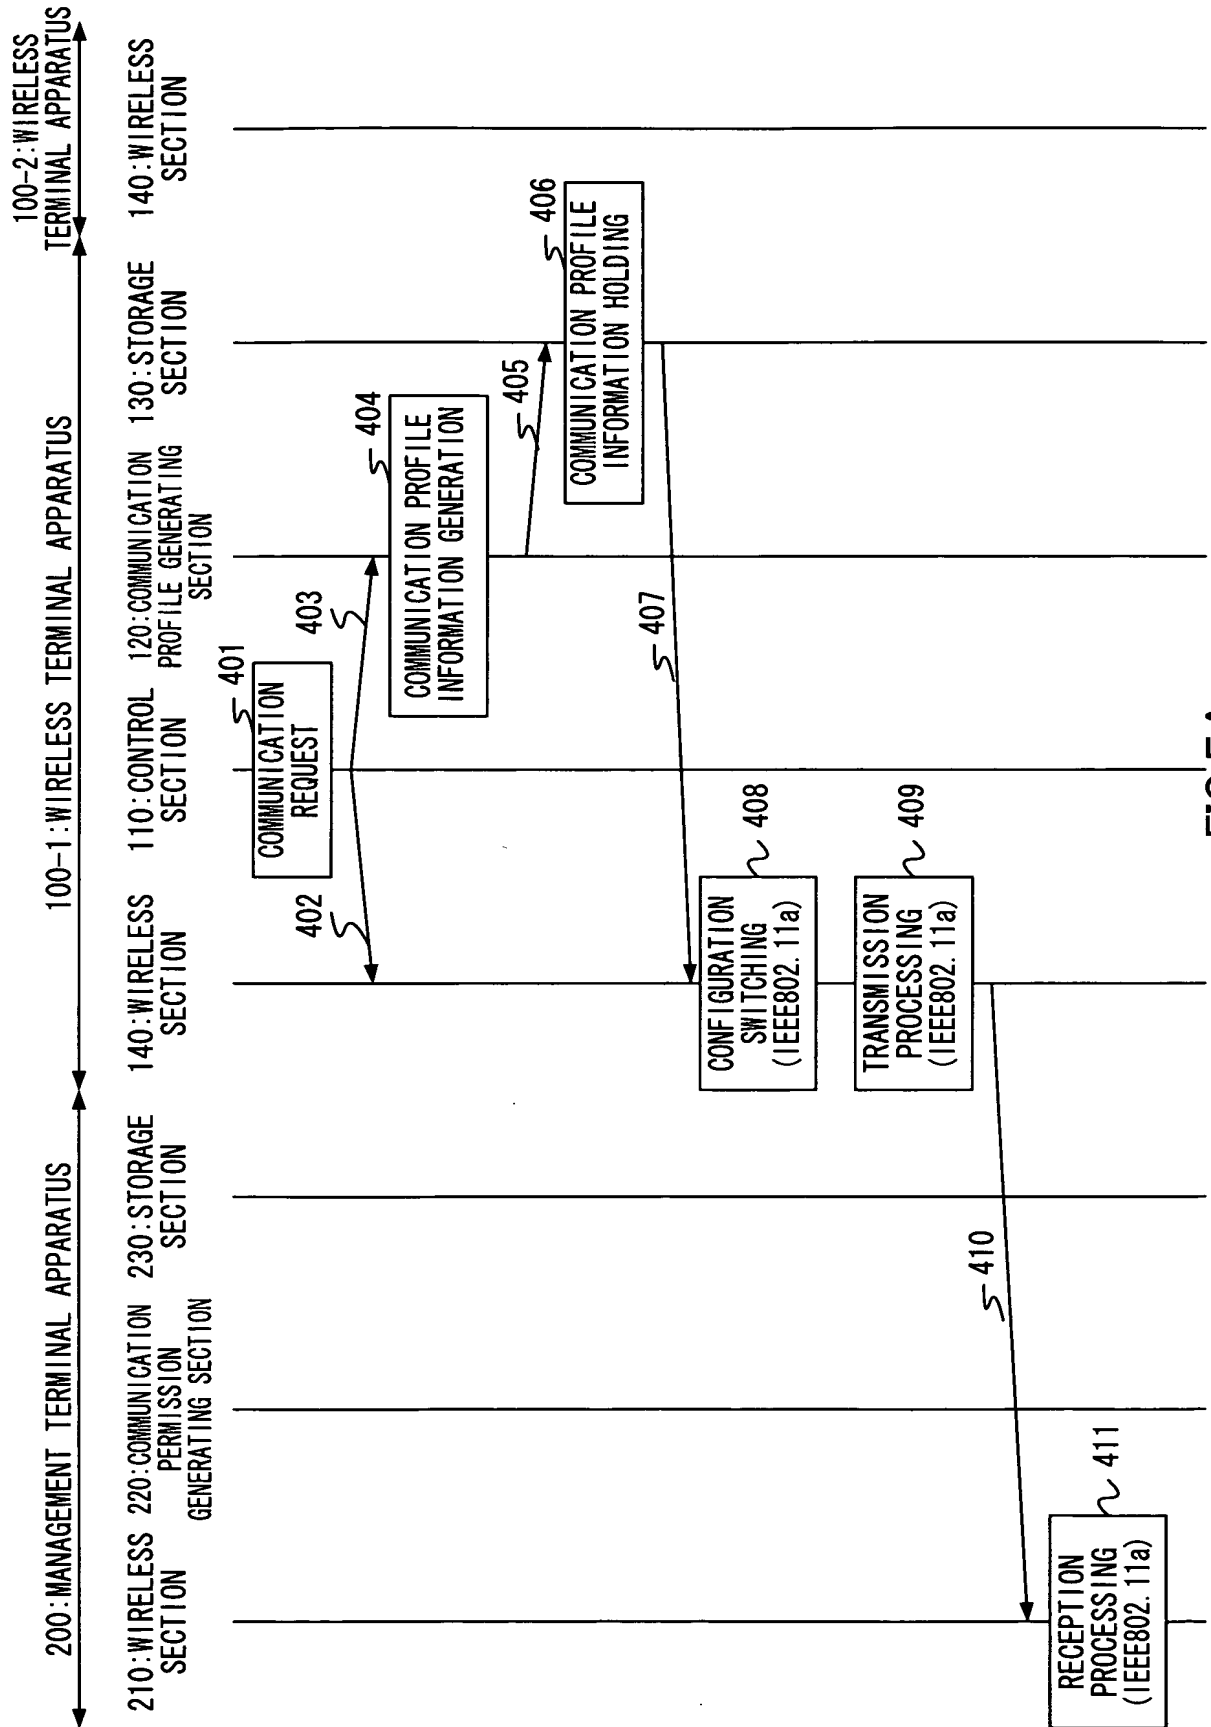 200:MANAGEMENT TERMINAL APPARATUS
100-1:WIRELESS TERMINAL APPARATUS
100-2:WIRELESS
TERMINAL APPARATUS
210:WIRELESS
SECTION
220:COMMUNICATION
PERMISSION
GENERATING SECTION
230:STORAGE
SECTION
140:WIRELESS
SECTION
110:CONTROL
SECTION
120:COMMUNICATION
PROFILE GENERATING
SECTION
130:STORAGE
SECTION
140:WIRELESS
SECTION
401
COMMUNICATION
REQUEST
402
403
404
COMMUNICATION PROFILE
INFORMATION GENERATION
405
406
COMMUNICATION PROFILE
INFORMATION HOLDING
407
CONFIGURATION
SWITCHING
(IEEE802.11a)
408
TRANSMISSION
PROCESSING
(IEEE802.11a)
409
410
RECEPTION
PROCESSING
(IEEE802.11a)
411